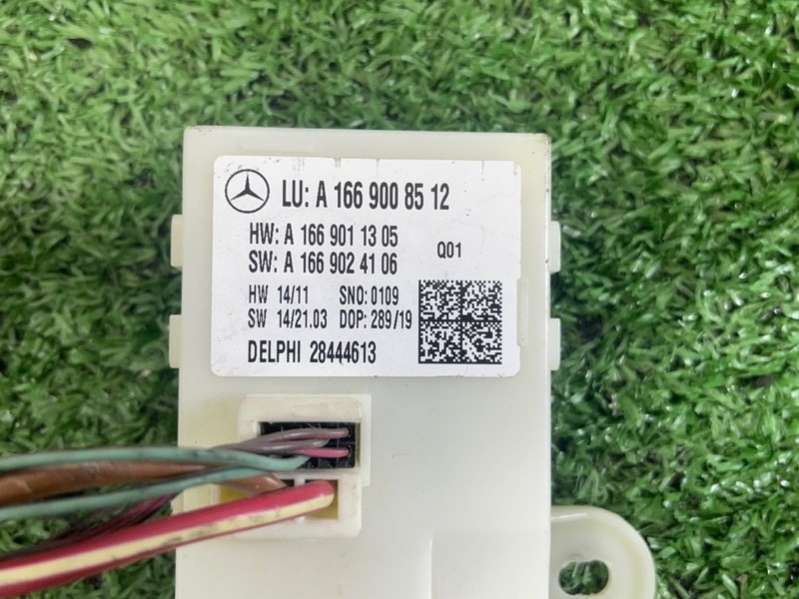 LU: A 166 900 85 12
HW: A 166 901 13 05
SW: A 166 902 41 06
Q01
HW 14/11 SNO: 0109
SW 14/21.03 DOP: 289/19
DELPHI 28444613